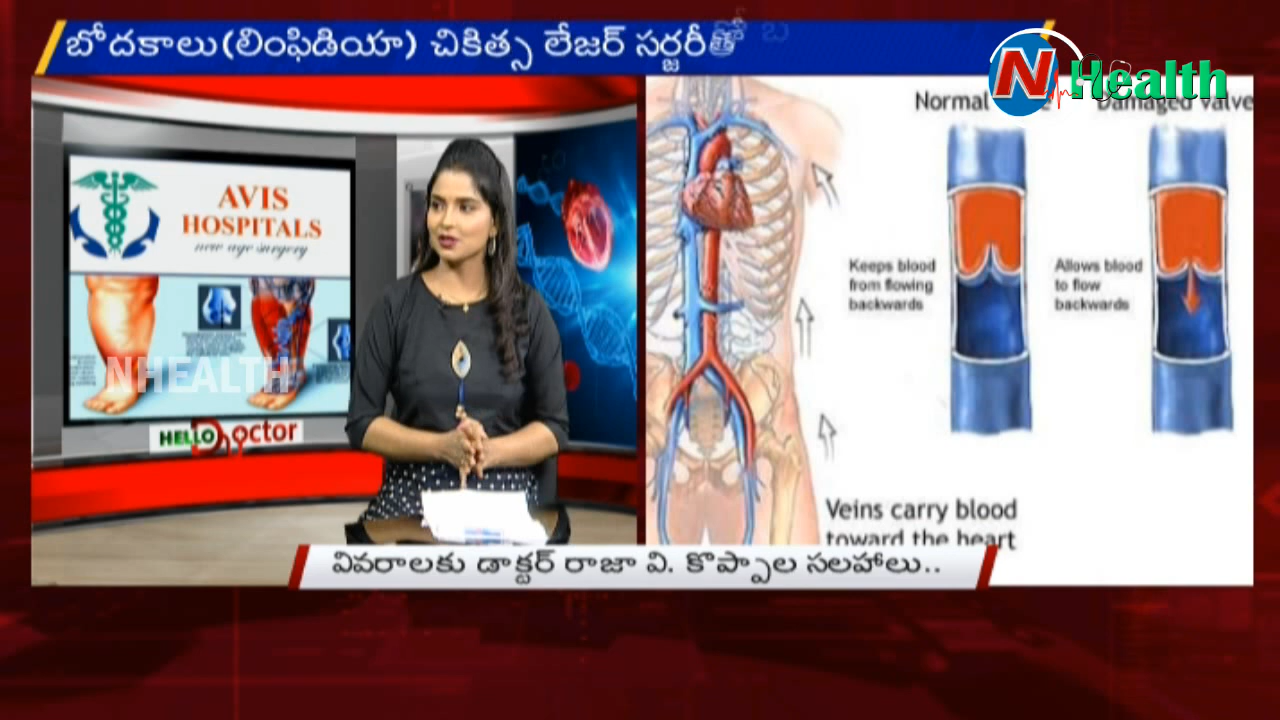 బోదకాలు(లింఫిడియా) చికిత్స లేజర్ సర్జరీతో
N Health
Normal
Damaged Valve
AVIS
HOSPITALS
new age surgery
Keeps blood
from flowing
backwards
Allows blood
to flow
backwards
NHEALTH
HELLO Doctor
Veins carry blood
toward the heart
వివరాలకు డాక్టర్ రాజా వి. కొప్పాల సలహాలు..